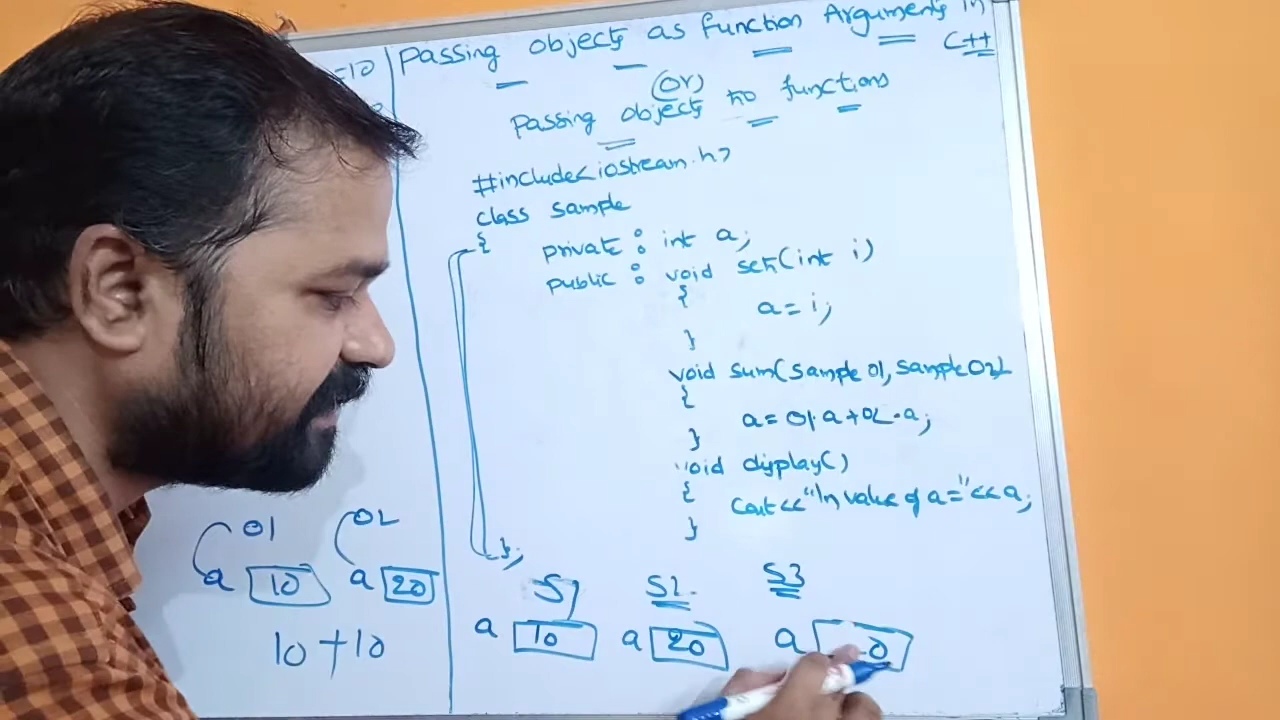 =10
Passing objects as function Arguments in
C++
(or)
Passing objects to functions
#include<iostream.h>
class sample
{
private : int a;
public : void set(int i)
{
a = i;
}
void sum(sample O1, sample O2)
{
a = O1.a + O2.a;
}
void display()
{
cout<<"\n value of a="<<a;
}
};
O1 O2
a 10 a 20
10 + 10
S1 S2 S3
a 10 a 20 a